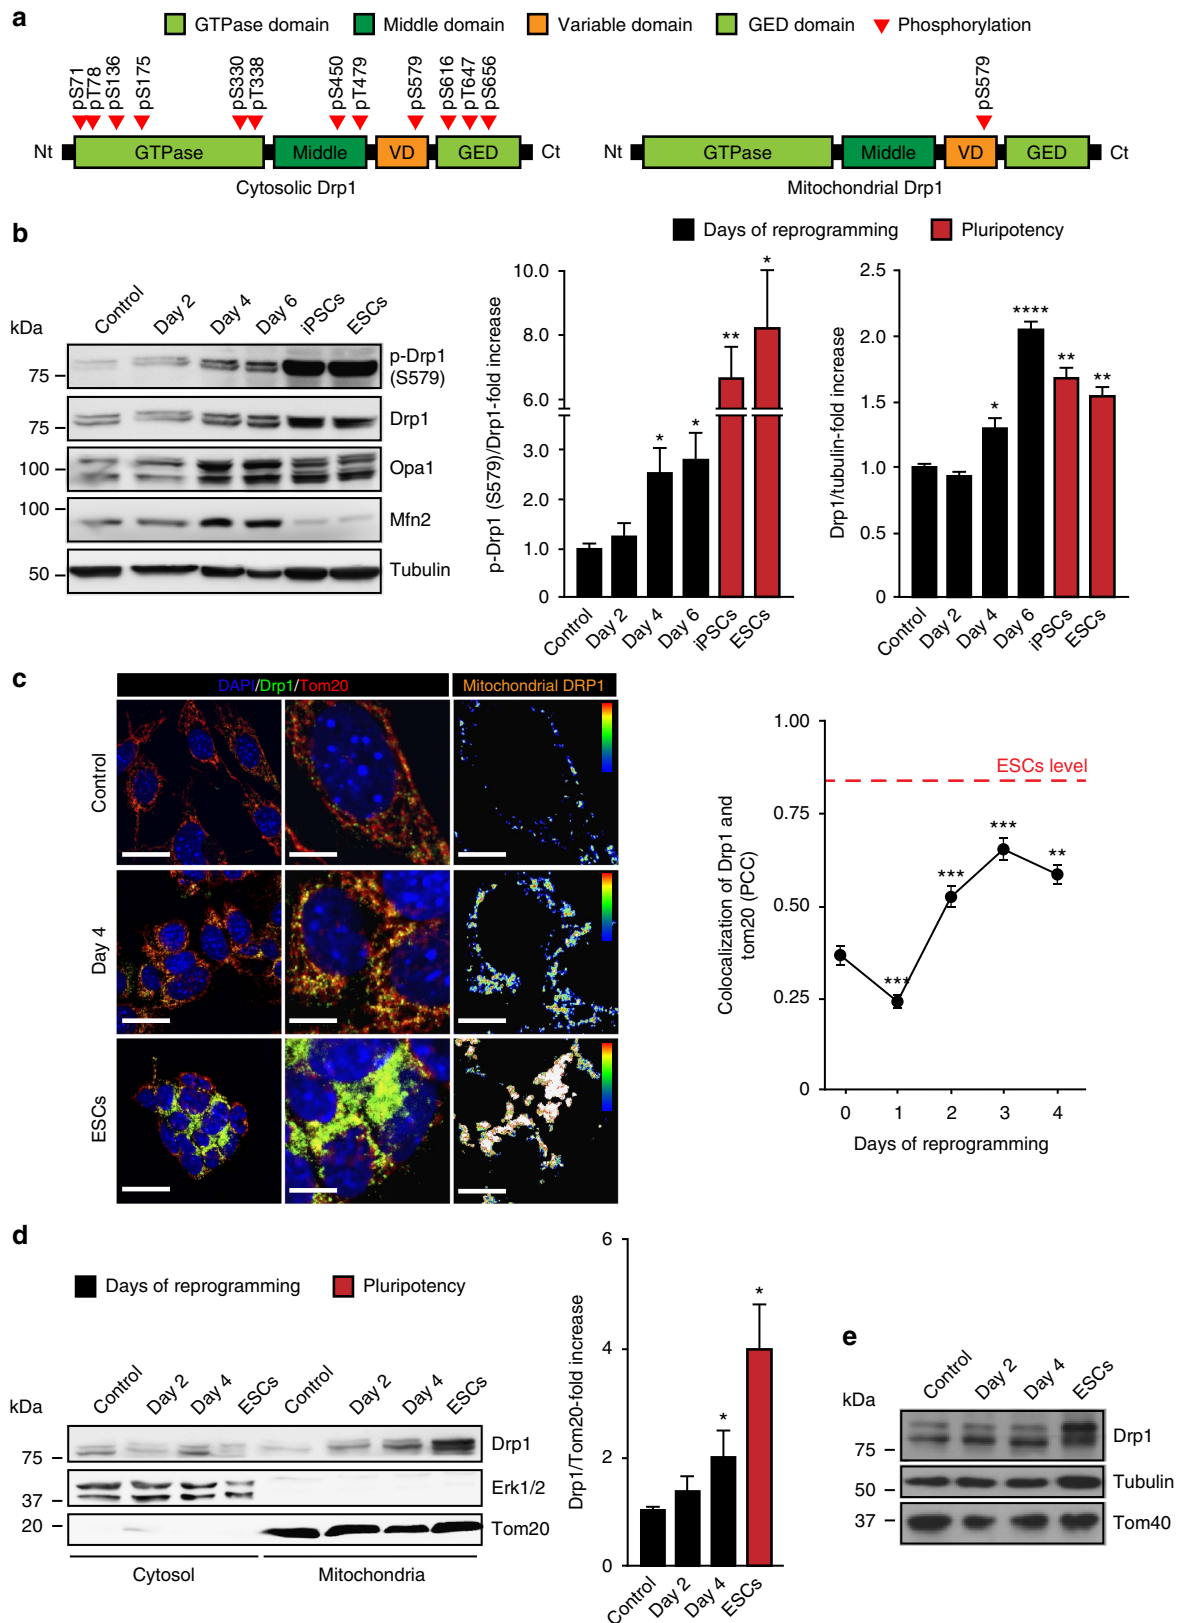 a
GTPase domain Middle domain Variable domain GED domain Phosphorylation
pS71 pT78 pS136 pS175 pS330 pT338 pS450 pT479 pS579 pS616 pT647 pS656
Nt GTPase Middle VD GED Ct
Cytosolic Drp1
pS579
Nt GTPase Middle VD GED Ct
Mitochondrial Drp1
b
Days of reprogramming Pluripotency
kDa Control Day 2 Day 4 Day 6 iPSCs ESCs
75 p-Drp1
(S579)
75 Drp1
100 Opa1
100 Mfn2
50 Tubulin
p-Drp1 (S579)/Drp1-fold increase
10.0
**** 
8.0
6.0
3.0
2.0
1.0
0
* * ** *
Control Day 2 Day 4 Day 6 iPSCs ESCs
Drp1/tubulin-fold increase
2.5
2.0
1.5
1.0
0.5
0
* **** ** **
Control Day 2 Day 4 Day 6 iPSCs ESCs
c
DAPI/Drp1/Tom20 Mitochondrial DRP1
Control
Day 4
ESCs
Colocalization of Drp1 and
tom20 (PCC)
1.00
0.75
0.50
0.25
0
ESCs level
*** *** *** **
0 1 2 3 4
Days of reprogramming
d
Days of reprogramming Pluripotency
kDa Control Day 2 Day 4 ESCs Control Day 2 Day 4 ESCs
75 Drp1
37 Erk1/2
20 Tom20
Cytosol Mitochondria
Drp1/Tom20-fold increase
6
4
2
0
* *
Control Day 2 Day 4 ESCs
e
kDa Control Day 2 Day 4 ESCs
75 Drp1
50 Tubulin
37 Tom40